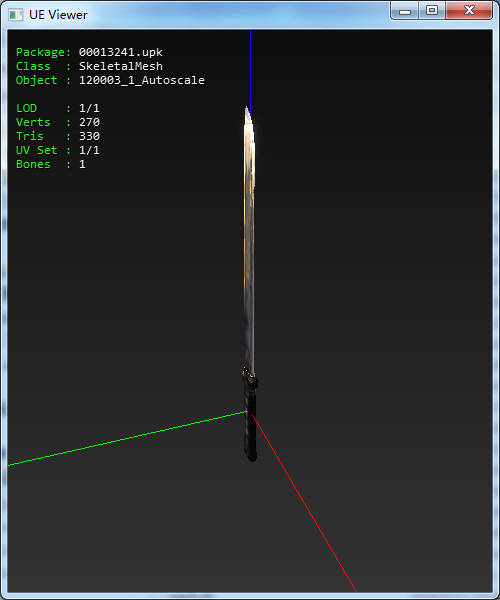 UE Viewer
Package: 00013241.upk
Class : SkeletalMesh
Object : 120003_1_Autoscale
LOD : 1/1
Verts : 270
Tris : 330
UV Set : 1/1
Bones : 1